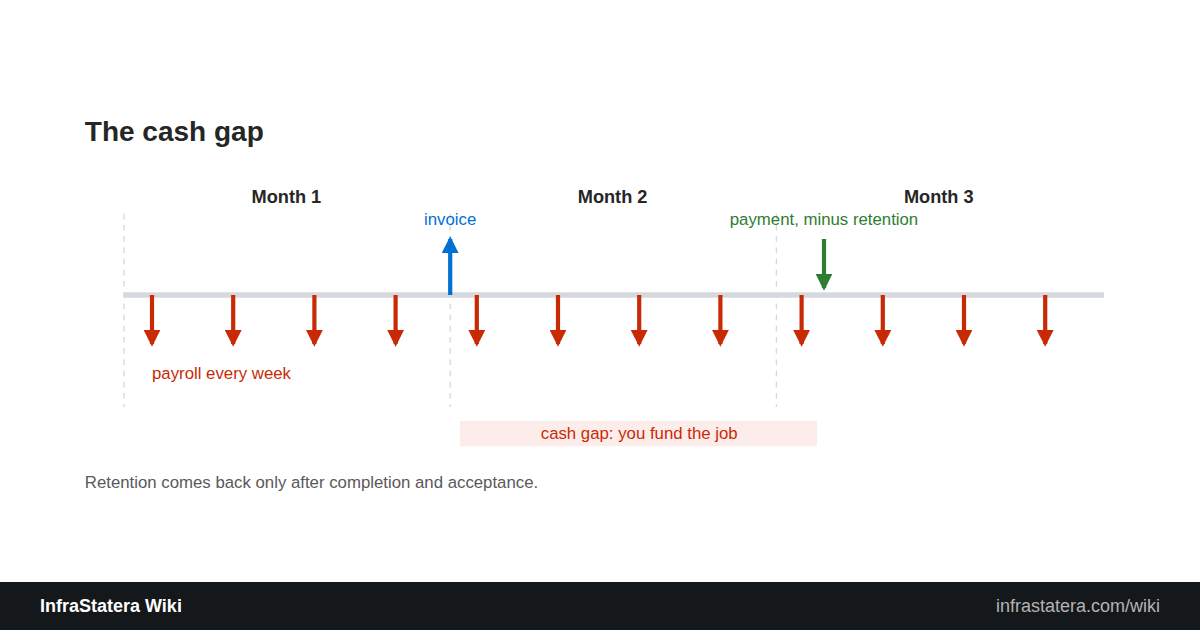 The cash gap
Month 1
Month 2
Month 3
invoice
payment, minus retention
payroll every week
cash gap: you fund the job
Retention comes back only after completion and acceptance.
InfraStatera Wiki
infrastatera.com/wiki